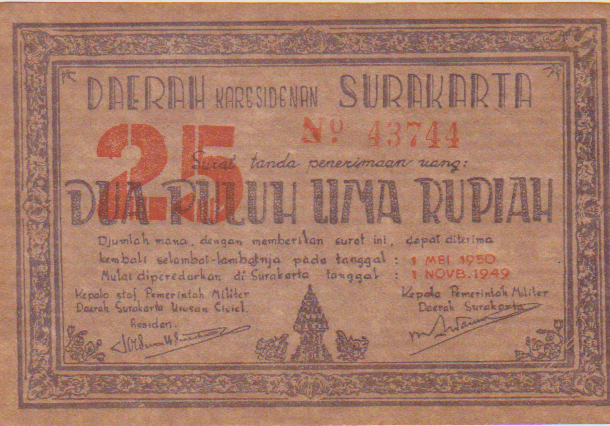 DAERAH KARESIDENAN SURAKARTA
25
Nº 43744
Surat tanda penerimaan uang:
DUA PULUH LIMA RUPIAH
Djumlah mana, dengan memberikan surat ini, dapat diterima
kembali selambat-lambatnja pada tanggal : 1 MEI 1950
Mulai diperedarkan di Surakarta tanggal : 1 NOVB. 1949
Kepala staf Pemerintah Militer
Daerah Surakarta Urusan Civiel.
Residen.
Kepala Pemerintah Militer
Daerah Surakarta